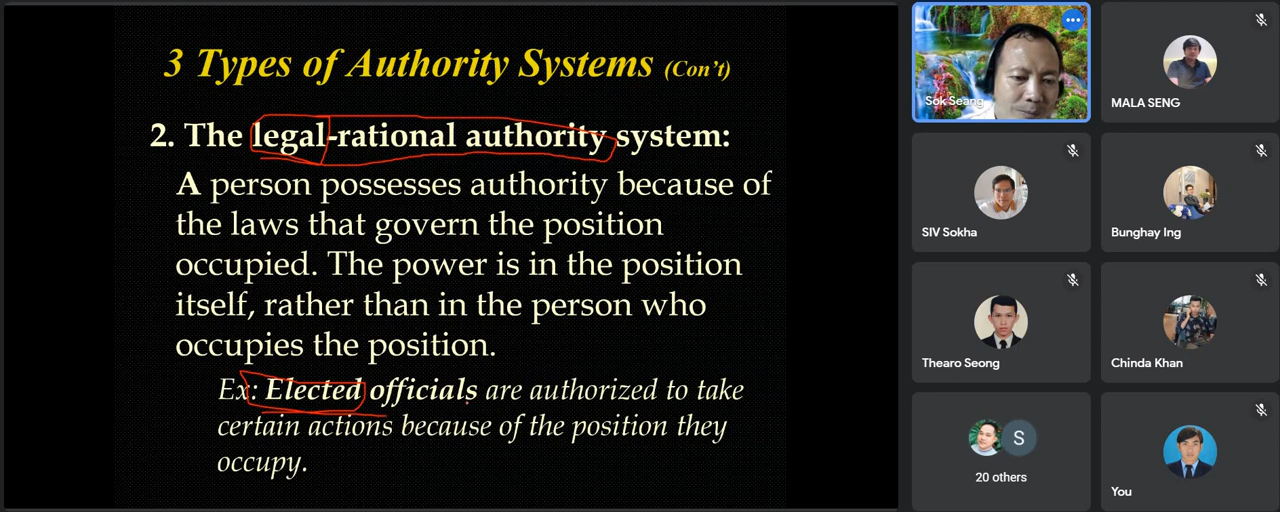 3 Types of Authority Systems (Con't)
2. The legal-rational authority system:
A person possesses authority because of
the laws that govern the position
occupied. The power is in the position
itself, rather than in the person who
occupies the position.
Ex: Elected officials are authorized to take
certain actions because of the position they
occupy.
Sok Seang
MALA SENG
SIV Sokha
Bunghay Ing
Thearo Seong
Chinda Khan
S
20 others
You